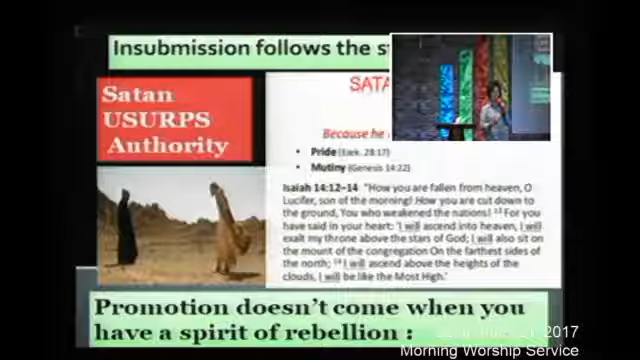 Insubmission follows the
Satan
USURPS
Authority
SATA
Because he
• Pride (Ezek. 28:17)
• Mutiny (Genesis 14:22)
Isaiah 14:12-14 "How you are fallen from heaven, O
Lucifer, son of the morning! How you are cut down to
the ground, You who weakened the nations! 13 For you
have said in your heart: 'I will ascend into heaven, I will
exalt my throne above the stars of God; I will also sit on
the mount of the congregation On the farthest sides of
the north; 14 I will ascend above the heights of the
clouds, I will be like the Most High.'
Promotion doesn't come when you
have a spirit of rebellion :
2017
Morning Worship Service